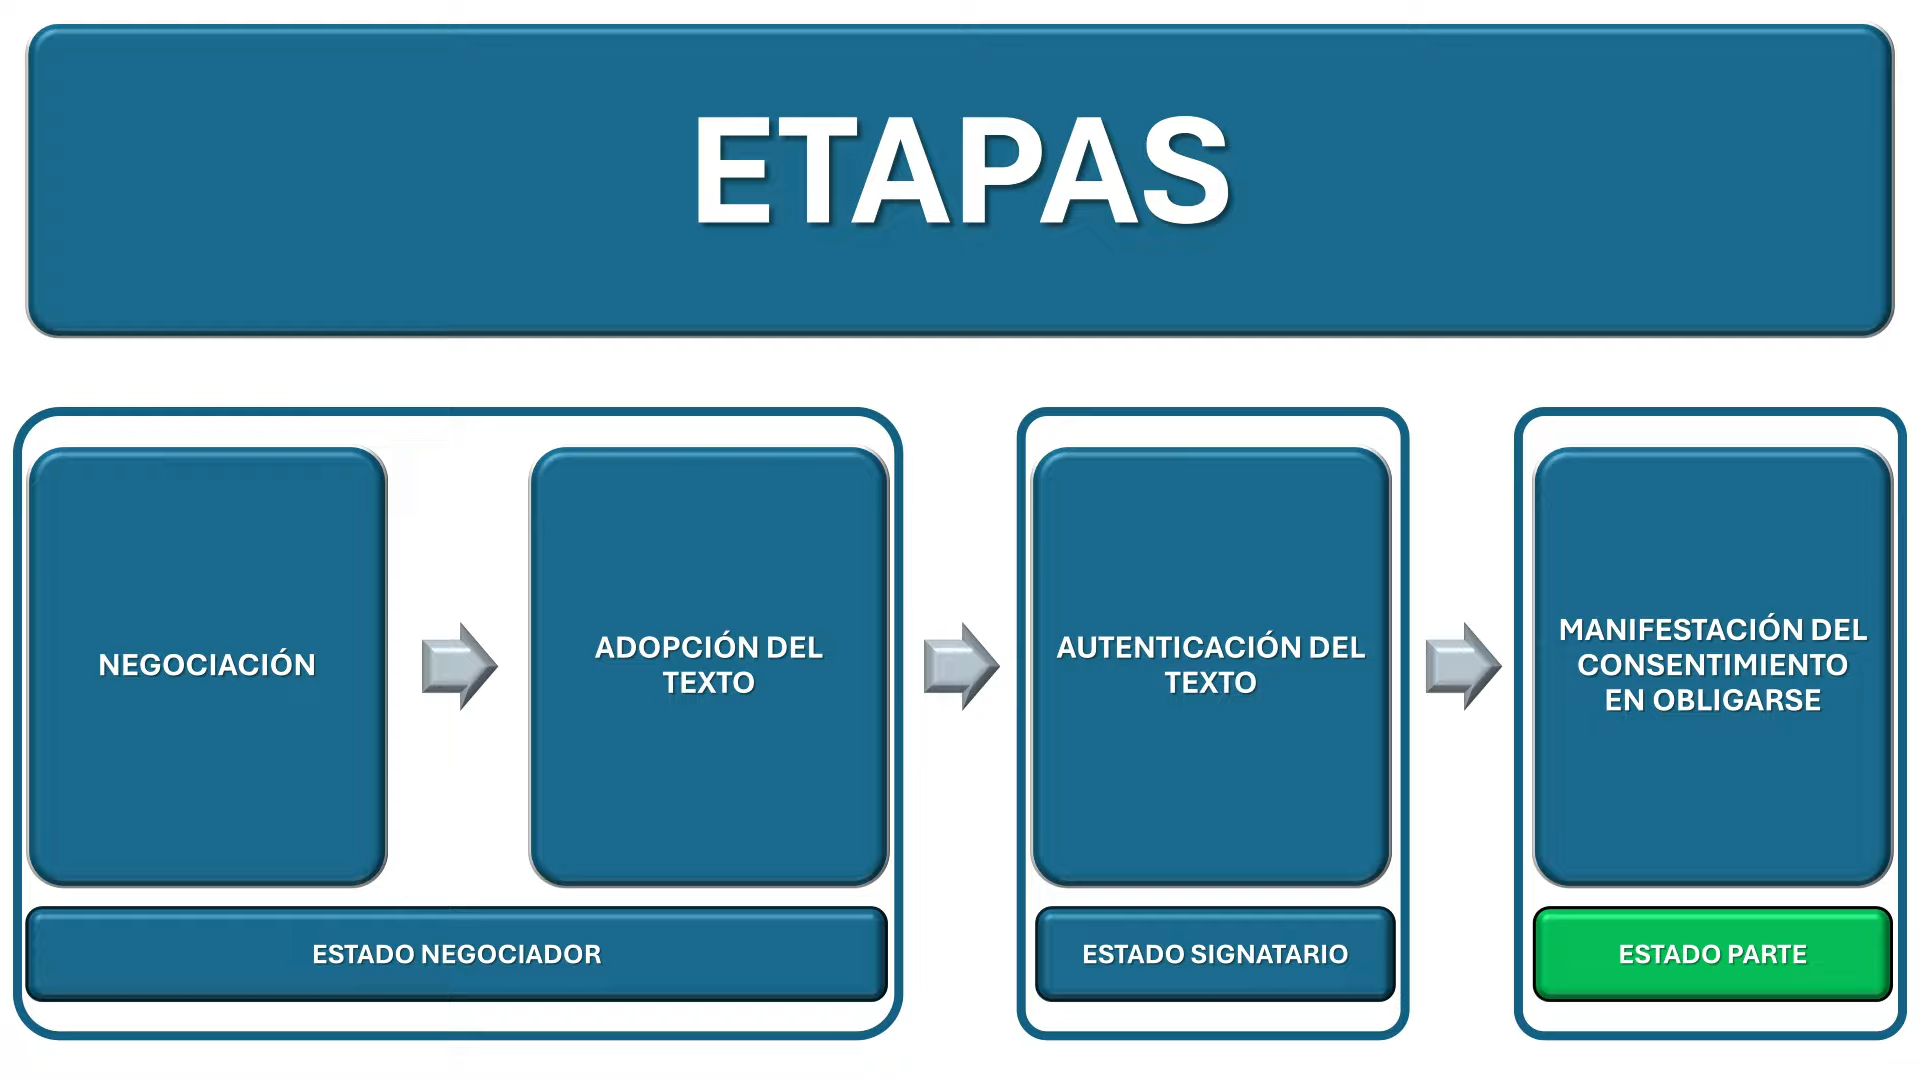 ETAPAS
NEGOCIACIÓN
ADOPCIÓN DEL
TEXTO
AUTENTICACIÓN DEL
TEXTO
MANIFESTACIÓN DEL
CONSENTIMIENTO
EN OBLIGARSE
ESTADO NEGOCIADOR
ESTADO SIGNATARIO
ESTADO PARTE